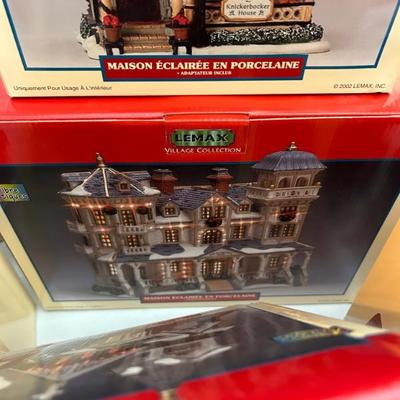 Knickerbocker
House
MAISON ÉCLAIRÉE EN PORCELAINE
• ADAPTATEUR INCLUS
Uniquement Pour Usage À L'intérieur
© 2002 LEMAX, INC.
LEMAX
VILLAGE COLLECTION
MAISON ÉCLAIRÉE EN PORCELAINE